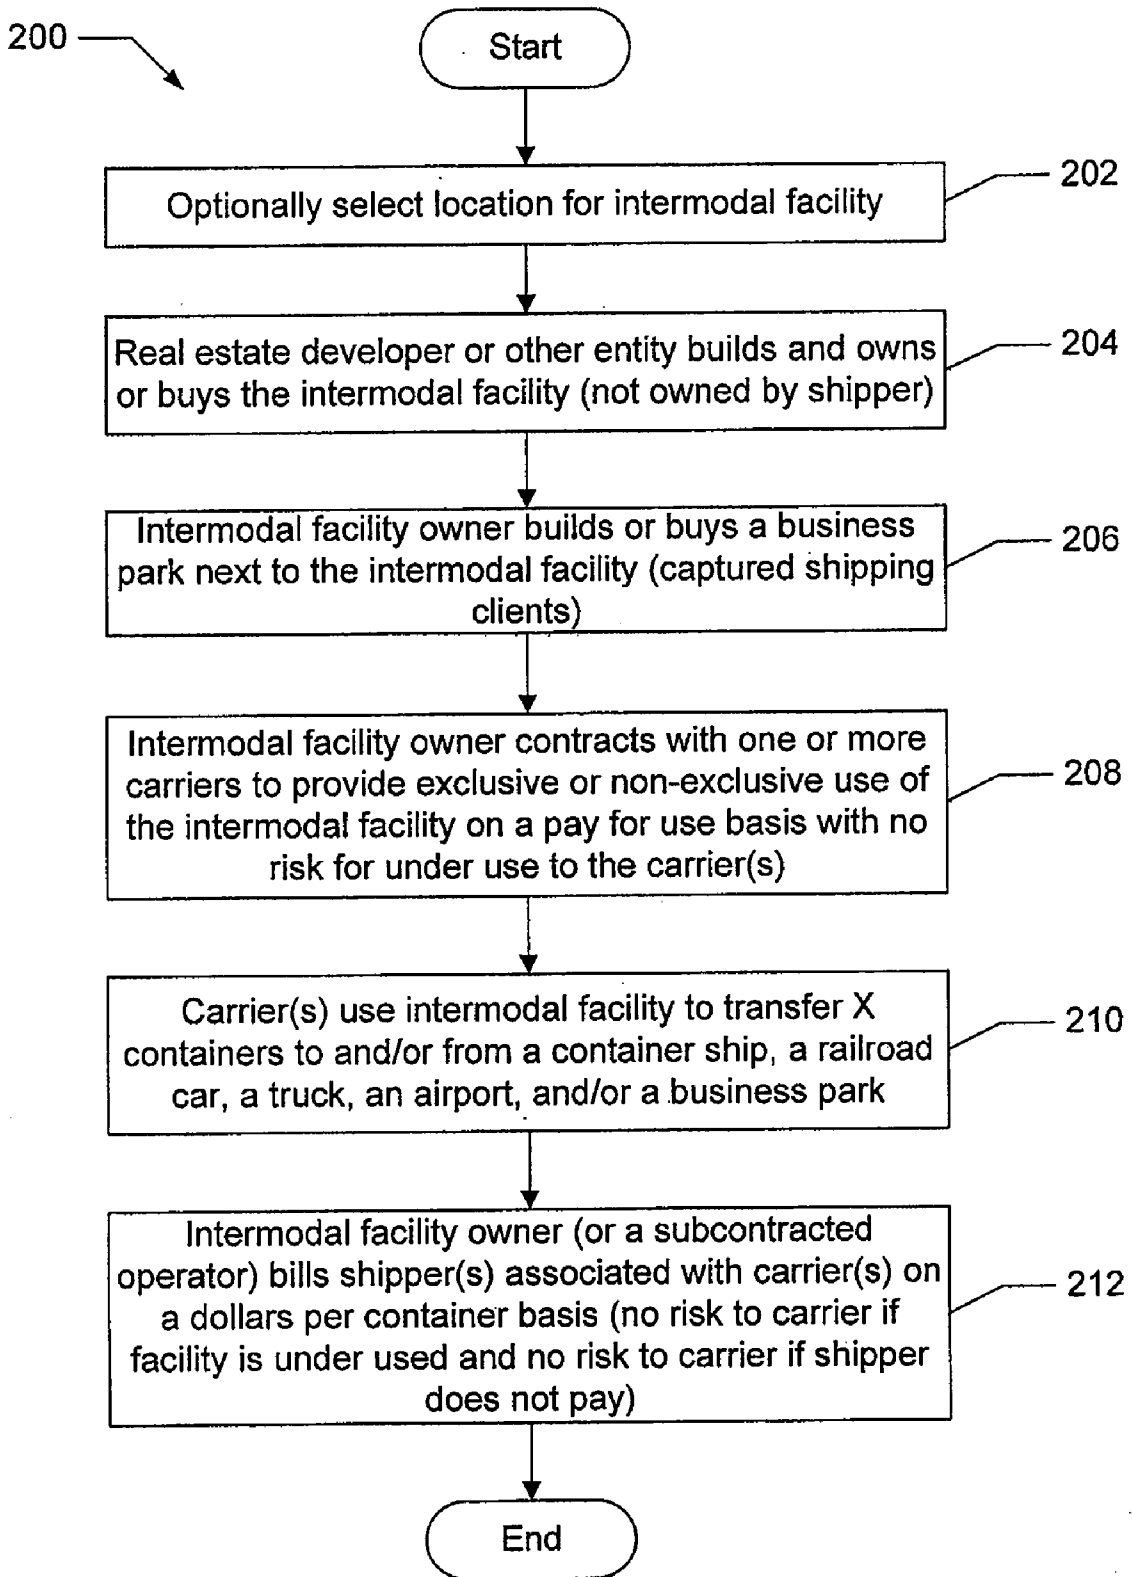 200
Start
Optionally select location for intermodal facility
202
Real estate developer or other entity builds and owns
or buys the intermodal facility (not owned by shipper)
204
Intermodal facility owner builds or buys a business
park next to the intermodal facility (captured shipping
clients)
206
Intermodal facility owner contracts with one or more
carriers to provide exclusive or non-exclusive use of
the intermodal facility on a pay for use basis with no
risk for under use to the carrier(s)
208
Carrier(s) use intermodal facility to transfer X
containers to and/or from a container ship, a railroad
car, a truck, an airport, and/or a business park
210
Intermodal facility owner (or a subcontracted
operator) bills shipper(s) associated with carrier(s) on
a dollars per container basis (no risk to carrier if
facility is under used and no risk to carrier if shipper
does not pay)
212
End